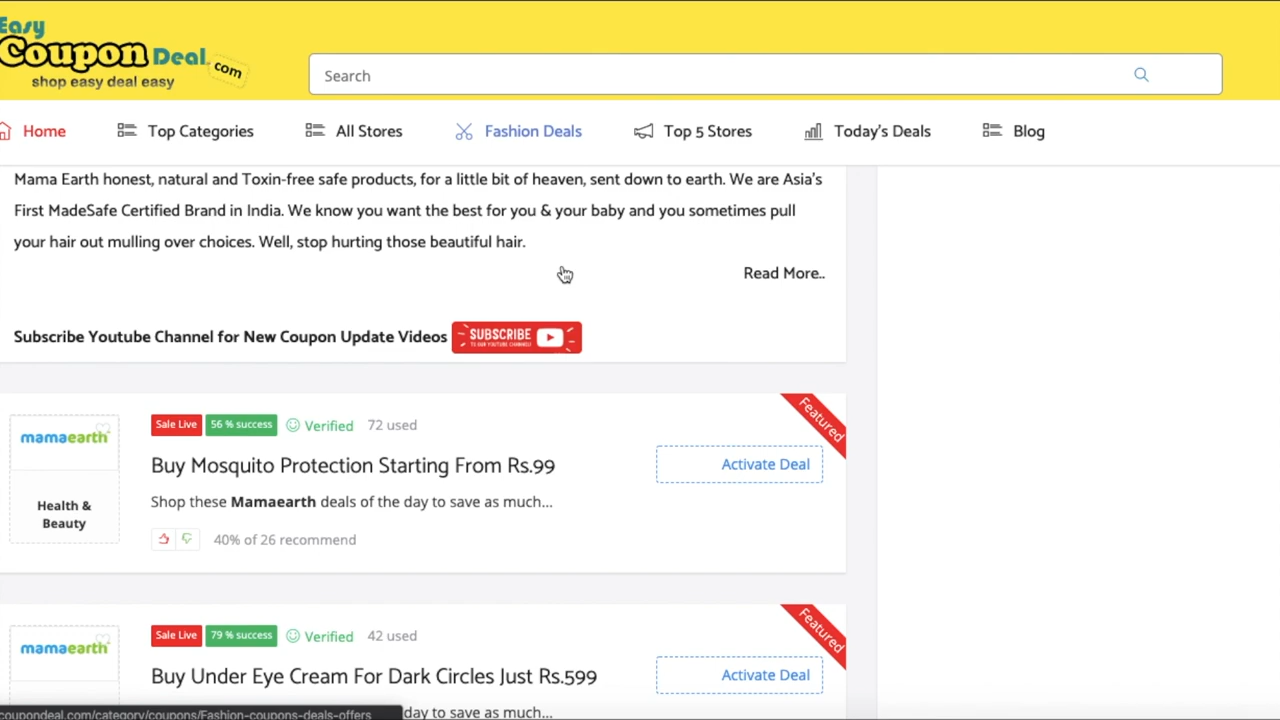 Easy
Coupon Deal.com
shop easy deal easy
Search
Home
Top Categories
All Stores
Fashion Deals
Top 5 Stores
Today's Deals
Blog
Mama Earth honest, natural and Toxin-free safe products, for a little bit of heaven, sent down to earth. We are Asia's
First MadeSafe Certified Brand in India. We know you want the best for you & your baby and you sometimes pull
your hair out mulling over choices. Well, stop hurting those beautiful hair.
Read More..
Subscribe Youtube Channel for New Coupon Update Videos
SUBSCRIBE
TO OUR YOUTUBE CHANNEL!
Featured
mamaearth
Health &
Beauty
Sale Live
56 % success
Verified
72 used
Buy Mosquito Protection Starting From Rs.99
Activate Deal
Shop these Mamaearth deals of the day to save as much...
40% of 26 recommend
Featured
mamaearth
Sale Live
79 % success
Verified
42 used
Buy Under Eye Cream For Dark Circles Just Rs.599
Activate Deal
day to save as much...
coupondeal.com/category/coupons/Fashion-coupons-deals-offers